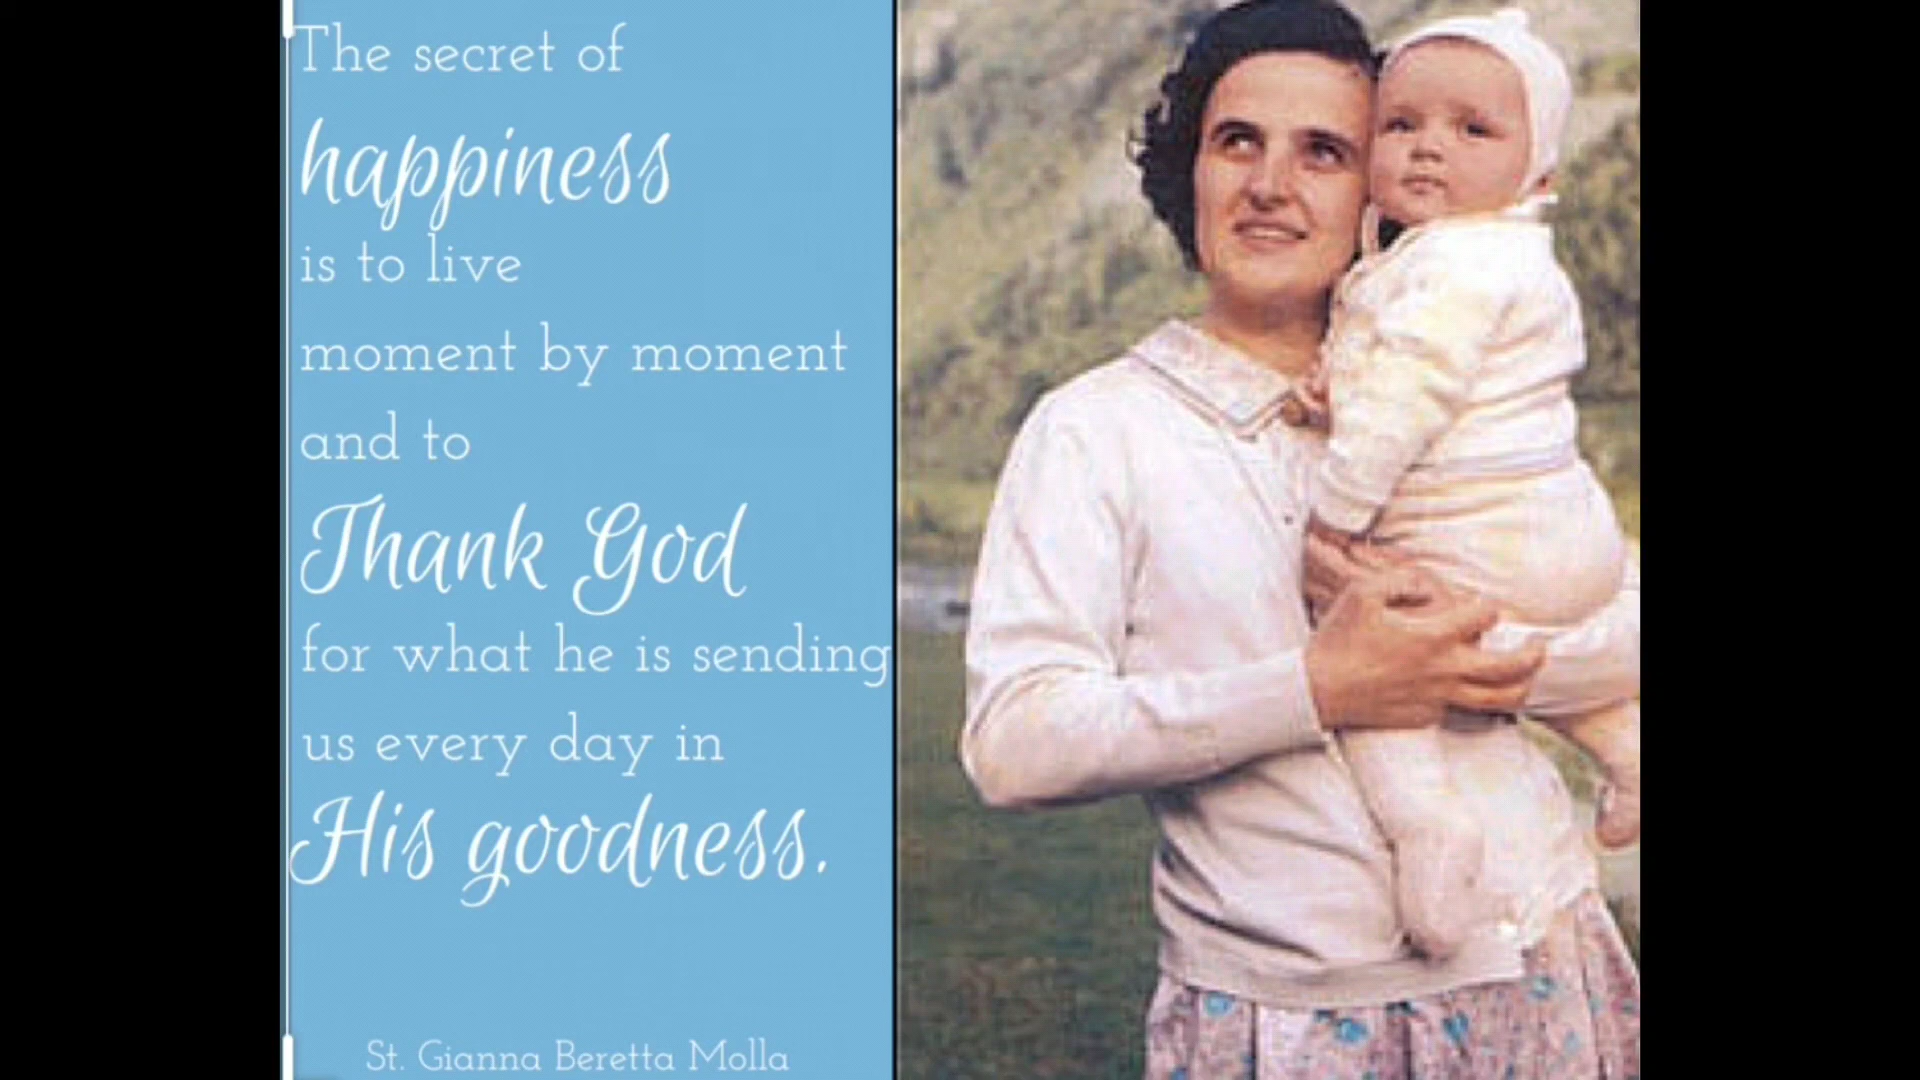 The secret of
happiness
is to live
moment by moment
and to
Thank God
for what he is sending
us every day in
His goodness.
St. Gianna Beretta Molla